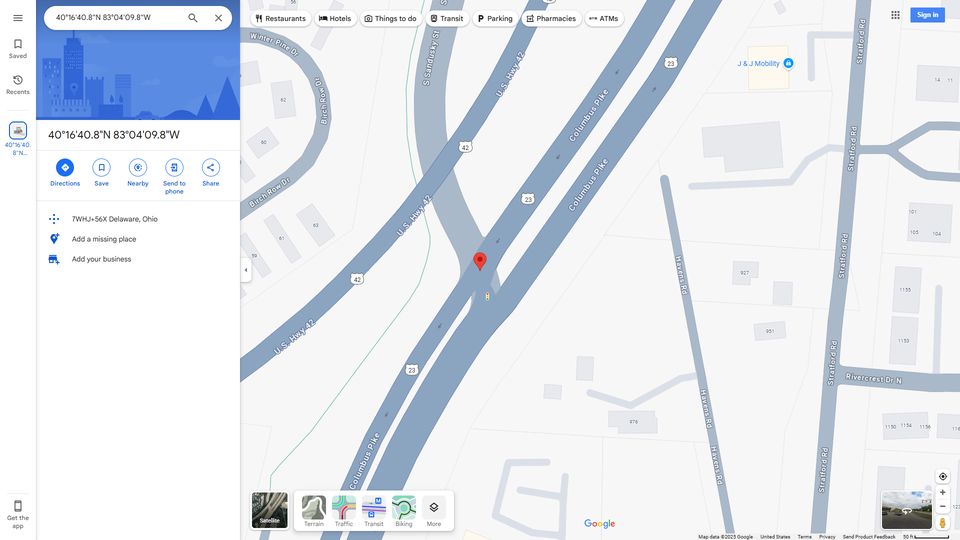 40°16'40.8"N 83°04'09.8"W
Restaurants
Hotels
Things to do
Transit
Parking
Pharmacies
ATMs
Sign in
Saved
Recents
40°16'40.
8"N...
40°16'40.8"N 83°04'09.8"W
Directions
Save
Nearby
Send to
phone
Share
7WHJ+56X Delaware, Ohio
Add a missing place
Add your business
Get the
app
Winter Pine Dr
Birch Row Dr
Birch Row Dr
62
60
61
63
59
S Sandusky St
U.S. Hwy 42
42
U.S. Hwy 42
42
U.S. Hwy 42
23
Columbus Pike
Columbus Pike
23
23
Columbus Pike
J & J Mobility
Stratford Rd
Stratford Rd
Stratford Rd
Stratford Rd
Stratford Rd
14
11
101
105
104
Havens Rd
927
951
1155
1153
Rivercrest Dr N
Havens Rd
Havens Rd
976
1150
1154
1156
116
Satellite
Terrain
Traffic
Transit
Biking
More
Google
Map data ©2025 Google
United States
Terms
Privacy
Send Product Feedback
50 ft